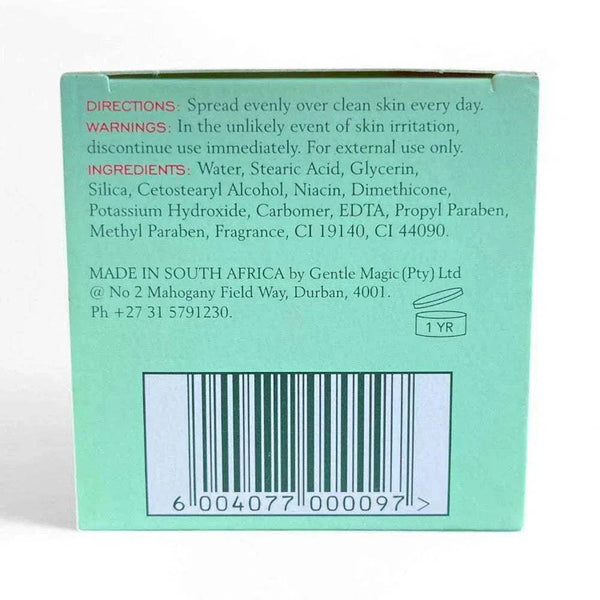 DIRECTIONS: Spread evenly over clean skin every day.
WARNINGS: In the unlikely event of skin irritation,
discontinue use immediately. For external use only.
INGREDIENTS: Water, Stearic Acid, Glycerin,
Silica, Cetostearyl Alcohol, Niacin, Dimethicone,
Potassium Hydroxide, Carbomer, EDTA, Propyl Paraben,
Methyl Paraben, Fragrance, CI 19140, CI 44090.
MADE IN SOUTH AFRICA by Gentle Magic (Pty) Ltd
@ No 2 Mahogany Field Way, Durban, 4001.
Ph +27 31 5791230.
1 YR
6 004077 000097 >